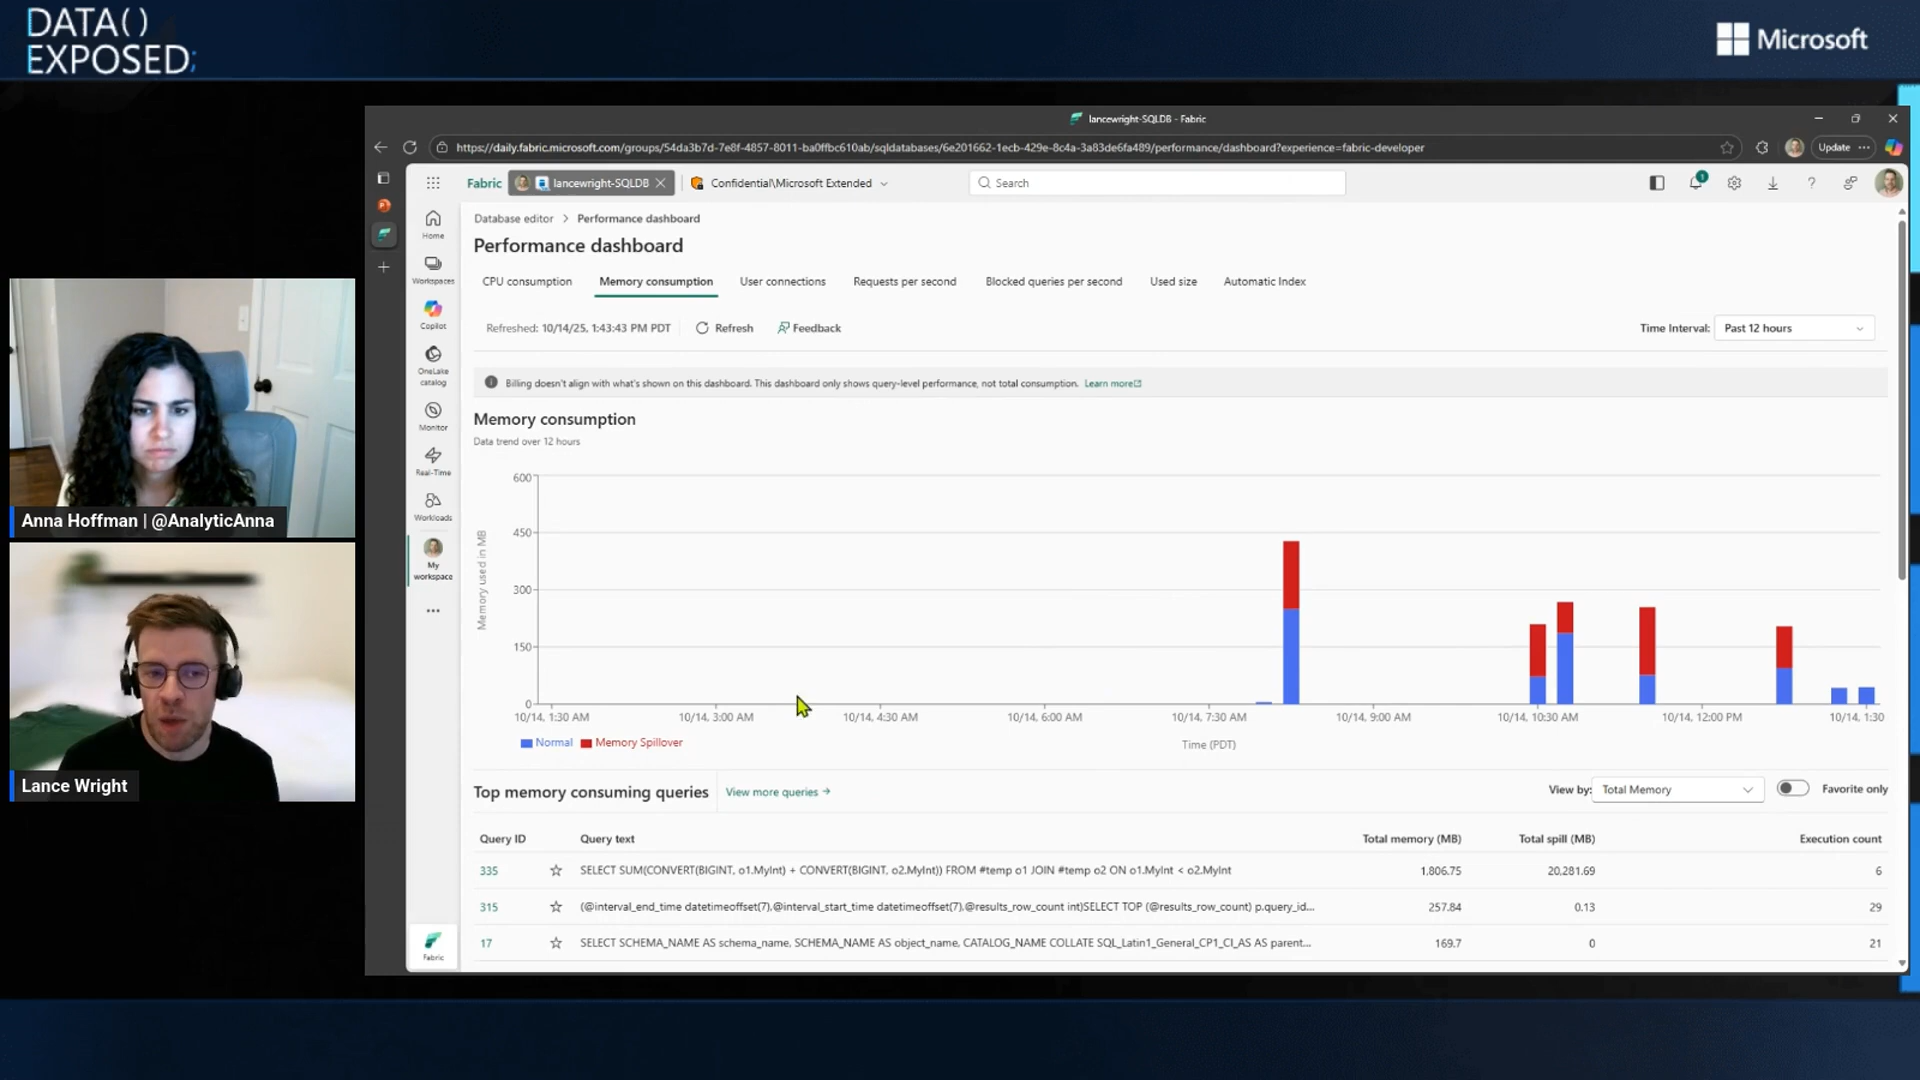 DATA()
EXPOSED;
Microsoft
Anna Hoffman | @AnalyticAnna
Lance Wright
lancewright-SQLDB - Fabric
https://daily.fabric.microsoft.com/groups/54da3b7d-7e8f-4857-8011-ba0ffbc610ab/sqldatabases/6e201662-1ecb-429e-8c4a-3a83de6fa489/performance/dashboard?experience=fabric-developer
Update
Fabric
lancewright-SQLDB
Confidential\Microsoft Extended
Search
1
?
Home
Workspaces
Copilot
OneLake
catalog
Monitor
Real-Time
Workloads
My
workspace
Fabric
Database editor > Performance dashboard
Performance dashboard
CPU consumption
Memory consumption
User connections
Requests per second
Blocked queries per second
Used size
Automatic Index
Refreshed: 10/14/25, 1:43:43 PM PDT
Refresh
Feedback
Time Interval:
Past 12 hours
Billing doesn't align with what's shown on this dashboard. This dashboard only shows query-level performance, not total consumption. Learn more
Memory consumption
Data trend over 12 hours
Memory used in MB
600
450
300
150
0
10/14, 1:30 AM
10/14, 3:00 AM
10/14, 4:30 AM
10/14, 6:00 AM
10/14, 7:30 AM
10/14, 9:00 AM
10/14, 10:30 AM
10/14, 12:00 PM
10/14, 1:30
Normal
Memory Spillover
Time (PDT)
Top memory consuming queries
View more queries →
View by:
Total Memory
Favorite only
Query ID
Query text
Total memory (MB)
Total spill (MB)
Execution count
335
SELECT SUM(CONVERT(BIGINT, o1.MyInt) + CONVERT(BIGINT, o2.MyInt)) FROM #temp o1 JOIN #temp o2 ON o1.MyInt < o2.MyInt
1,806.75
20,281.69
6
315
(@interval_end_time datetimeoffset(7),@interval_start_time datetimeoffset(7),@results_row_count int)SELECT TOP (@results_row_count) p.query_id...
257.84
0.13
29
17
SELECT SCHEMA_NAME AS schema_name, SCHEMA_NAME AS object_name, CATALOG_NAME COLLATE SQL_Latin1_General_CP1_CI_AS AS parent...
169.7
0
21